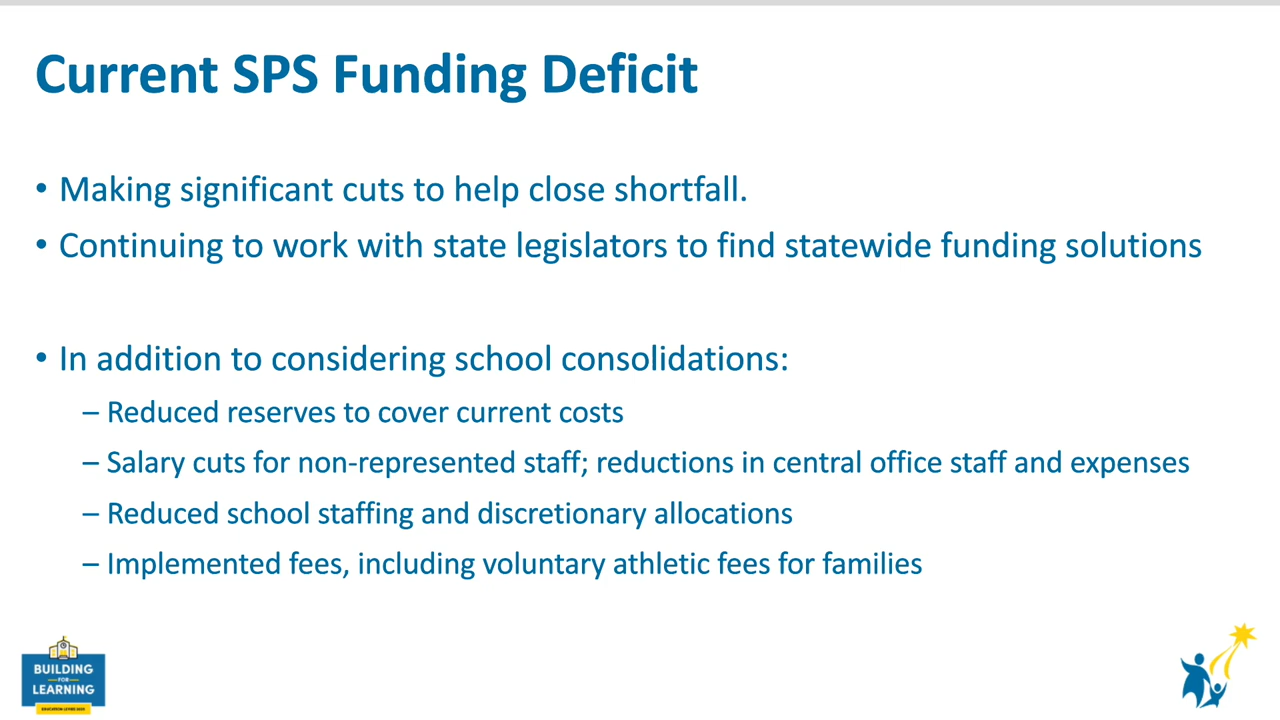 Current SPS Funding Deficit
• Making significant cuts to help close shortfall.
• Continuing to work with state legislators to find statewide funding solutions
• In addition to considering school consolidations:
– Reduced reserves to cover current costs
– Salary cuts for non-represented staff; reductions in central office staff and expenses
– Reduced school staffing and discretionary allocations
– Implemented fees, including voluntary athletic fees for families
BUILDING
FOR
LEARNING
EDUCATION LEVIES 2025